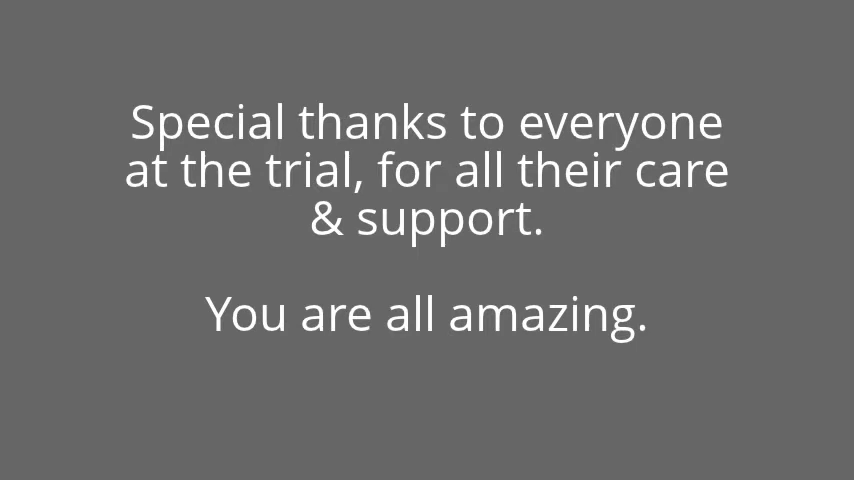 Special thanks to everyone
at the trial, for all their care
& support.
You are all amazing.